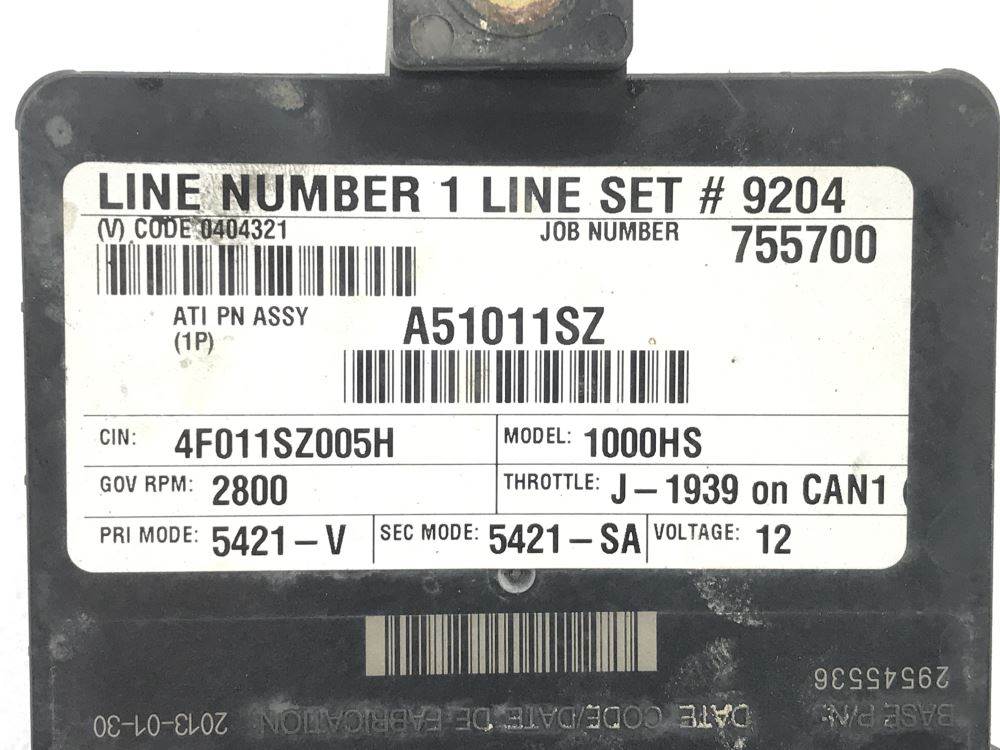 LINE NUMBER 1 LINE SET # 9204
(V) CODE 0404321
JOB NUMBER 755700
ATI PN ASSY
(1P)
A51011SZ
CIN: 4F011SZ005H
MODEL: 1000HS
GOV RPM: 2800
THROTTLE: J-1939 on CAN1 (
PRI MODE: 5421-V
SEC MODE: 5421-SA
VOLTAGE: 12
BASE P/N:
29545536
DATE CODE/DATE DE FABRICATION
2013-01-30